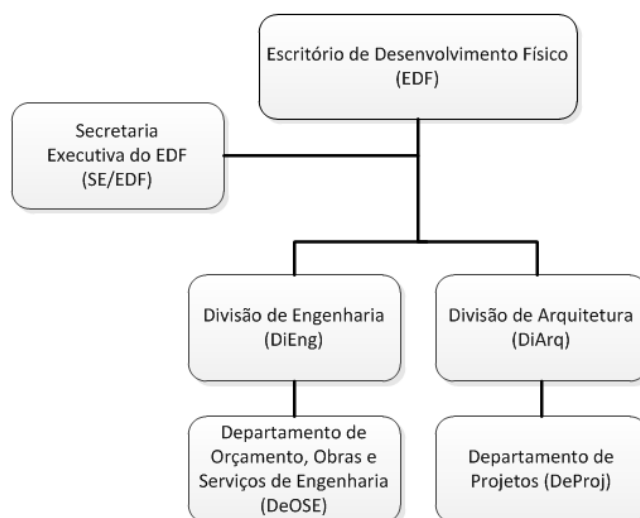 Escritório de Desenvolvimento Físico
(EDF)
Secretaria
Executiva do EDF
(SE/EDF)
Divisão de Engenharia
(DiEng)
Divisão de Arquitetura
(DiArq)
Departamento de
Orçamento, Obras e
Serviços de Engenharia
(DeOSE)
Departamento de
Projetos (DeProj)